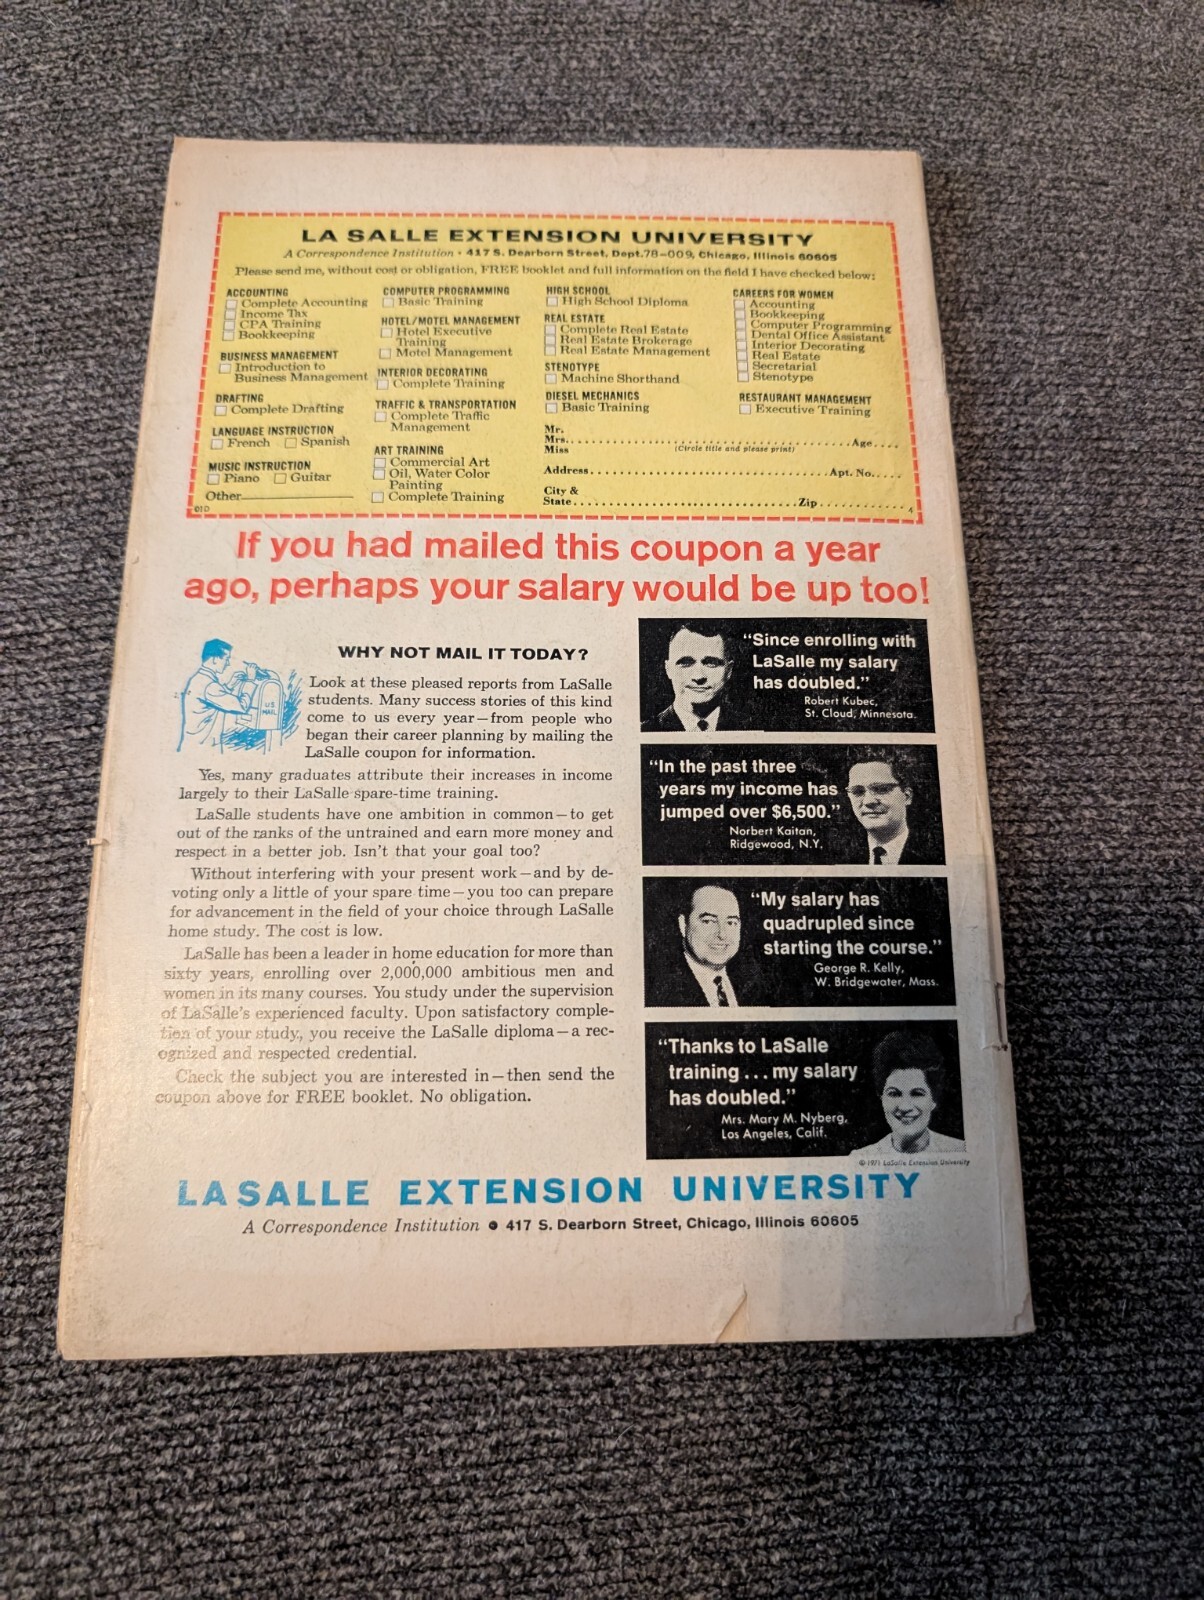 LA SALLE EXTENSION UNIVERSITY
A Correspondence Institution • 417 S. Dearborn Street, Dept. 78-009, Chicago, Illinois 60605
Please send me, without cost or obligation, FREE booklet and full information on the field I have checked below:
ACCOUNTING
Complete Accounting
Income Tax
CPA Training
Bookkeeping
BUSINESS MANAGEMENT
Introduction to
Business Management
DRAFTING
Complete Drafting
LANGUAGE INSTRUCTION
French Spanish
MUSIC INSTRUCTION
Piano Guitar
Other
010
COMPUTER PROGRAMMING
Basic Training
HOTEL/MOTEL MANAGEMENT
Hotel Executive
Training
Motel Management
INTERIOR DECORATING
Complete Training
TRAFFIC & TRANSPORTATION
Complete Traffic
Management
ART TRAINING
Commercial Art
Oil, Water Color
Painting
Complete Training
HIGH SCHOOL
High School Diploma
REAL ESTATE
Complete Real Estate
Real Estate Brokerage
Real Estate Management
STENOTYPE
Machine Shorthand
DIESEL MECHANICS
Basic Training
CAREERS FOR WOMEN
Accounting
Bookkeeping
Computer Programming
Dental Office Assistant
Interior Decorating
Real Estate
Secretarial
Stenotype
RESTAURANT MANAGEMENT
Executive Training
Mr.
Mrs. Age
Miss (Circle title and please print)
Address Apt. No.
City &
State Zip
4
If you had mailed this coupon a year
ago, perhaps your salary would be up too!
WHY NOT MAIL IT TODAY?
U.S.
MAIL
Look at these pleased reports from LaSalle
students. Many success stories of this kind
come to us every year—from people who
began their career planning by mailing the
LaSalle coupon for information.
Yes, many graduates attribute their increases in income
largely to their LaSalle spare-time training.
LaSalle students have one ambition in common—to get
out of the ranks of the untrained and earn more money and
respect in a better job. Isn't that your goal too?
Without interfering with your present work—and by de-
voting only a little of your spare time—you too can prepare
for advancement in the field of your choice through LaSalle
home study. The cost is low.
LaSalle has been a leader in home education for more than
sixty years, enrolling over 2,000,000 ambitious men and
women in its many courses. You study under the supervision
of LaSalle's experienced faculty. Upon satisfactory comple-
tion of your study, you receive the LaSalle diploma—a rec-
ognized and respected credential.
Check the subject you are interested in—then send the
coupon above for FREE booklet. No obligation.
"Since enrolling with
LaSalle my salary
has doubled."
Robert Kubec,
St. Cloud, Minnesota.
"In the past three
years my income has
jumped over $6,500."
Norbert Kaitan,
Ridgewood, N.Y.
"My salary has
quadrupled since
starting the course."
George R. Kelly,
W. Bridgewater, Mass.
"Thanks to LaSalle
training . . . my salary
has doubled."
Mrs. Mary M. Nyberg,
Los Angeles, Calif.
© 1971 LaSalle Extension University
LA SALLE EXTENSION UNIVERSITY
A Correspondence Institution • 417 S. Dearborn Street, Chicago, Illinois 60605